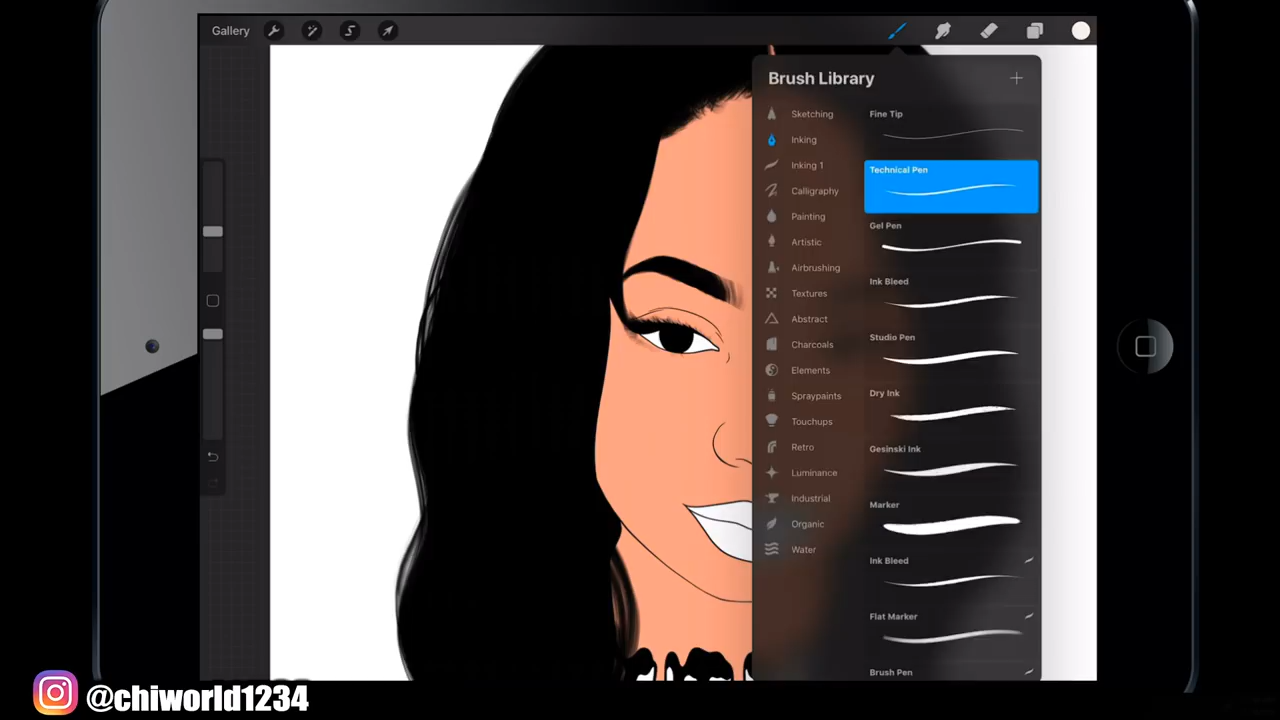 Gallery
Brush Library
Sketching
Inking
Inking 1
Calligraphy
Painting
Artistic
Airbrushing
Textures
Abstract
Charcoals
Elements
Spraypaints
Touchups
Retro
Luminance
Industrial
Organic
Water
Fine Tip
Technical Pen
Gel Pen
Ink Bleed
Studio Pen
Dry Ink
Gesinski Ink
Marker
Ink Bleed
Flat Marker
Brush Pen
@chiworld1234